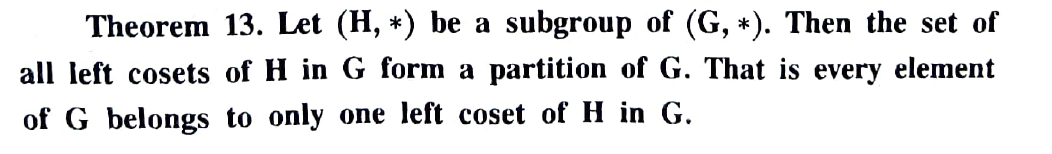 Theorem 13. Let (H, *) be a subgroup of (G, *). Then the set of
all left cosets of H in G form a partition of G. That is every element
of G belongs to only one left coset of H in G.